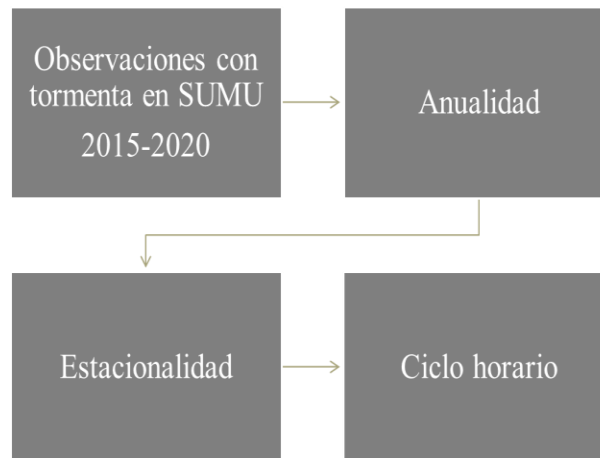 Observaciones con
tormenta en SUMU
2015-2020
Anualidad
Estacionalidad
Ciclo horario